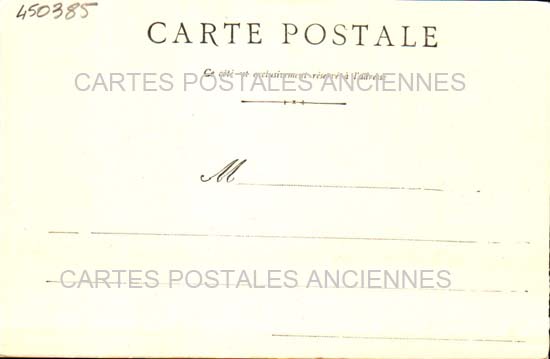 450385
CARTE POSTALE
Ce côté est exclusivement réservé à l'adresse
CARTES POSTALES ANCIENNES
M
CARTES POSTALES ANCIENNES